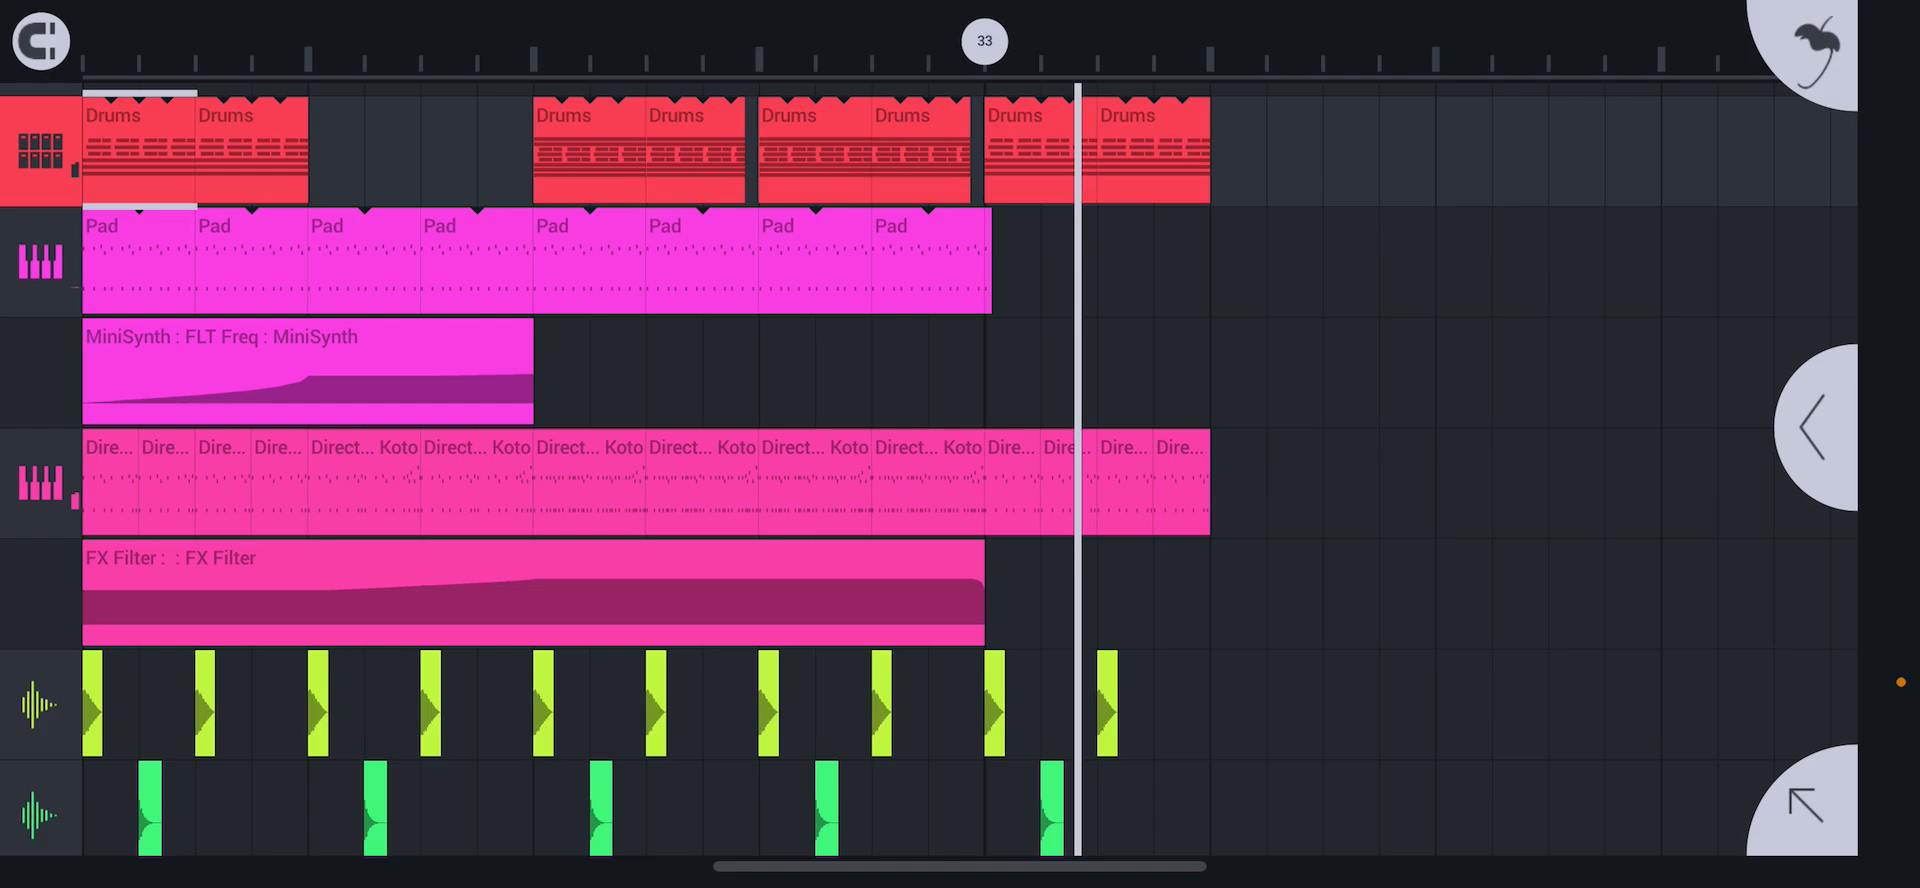 33
Drums Drums Drums Drums Drums Drums Drums Drums
Pad Pad Pad Pad Pad Pad Pad Pad
MiniSynth : FLT Freq : MiniSynth
Dire... Dire... Dire... Dire... Direct... Koto Direct... Koto Direct... Koto Direct... Koto Direct... Koto Direct... Koto Dire... Dire... Dire... Dire...
FX Filter : : FX Filter